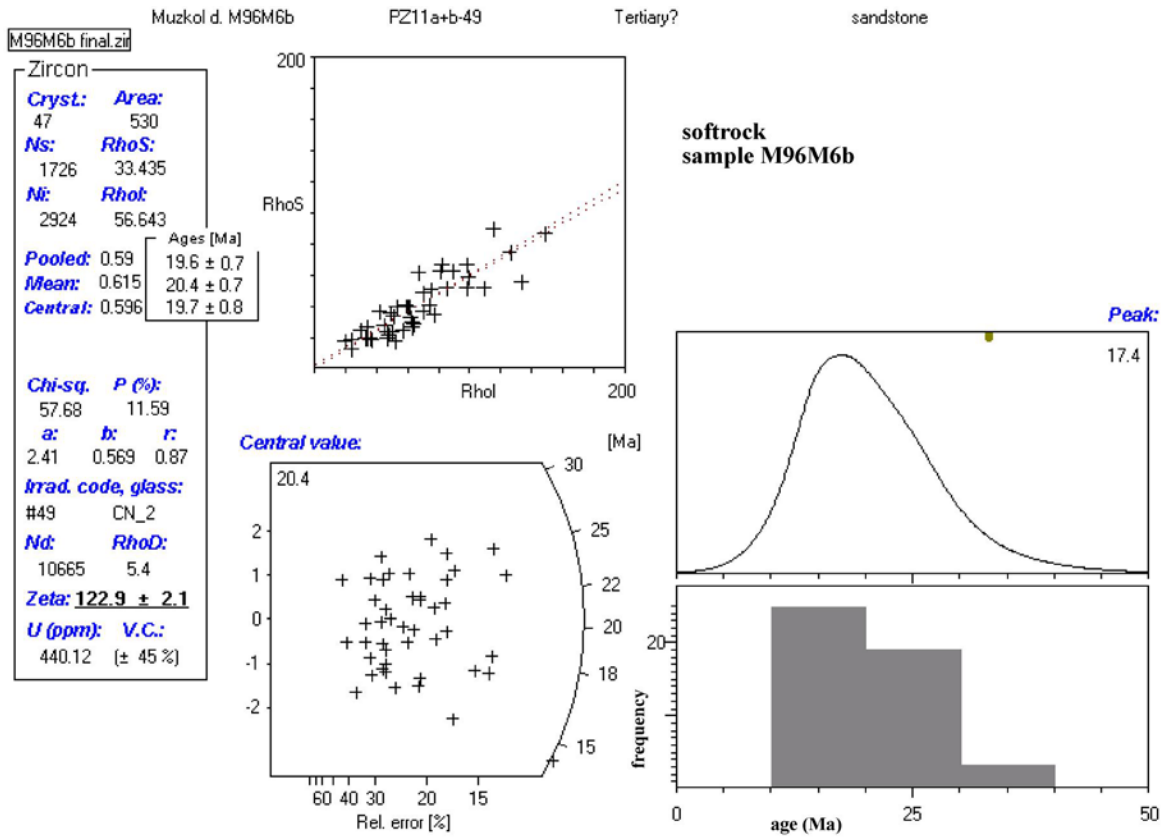 Muzkol d. M96M6b PZ11a+b-49 Tertiary? sandstone
M96M6b final.zir
Zircon
Cryst.: Area:
47 530
Ns: RhoS:
1726 33.435
Ni: RhoI:
2924 56.643
Ages [Ma]
Pooled: 0.59 19.6 ± 0.7
Mean: 0.615 20.4 ± 0.7
Central: 0.596 19.7 ± 0.8
Chi-sq. P (%):
57.68 11.59
a: b: r:
2.41 0.569 0.87
Irrad. code, glass:
#49 CN_2
Nd: RhoD:
10665 5.4
Zeta: 122.9 ± 2.1
U (ppm): V.C.:
440.12 (± 45 %)
200
RhoS
RhoI 200
softrock
sample M96M6b
Central value: [Ma]
20.4
30
25
22
20
18
15
2
1
0
-1
-2
60 40 30 20 15
Rel. error [%]
Peak:
17.4
20
frequency
0 25 50
age (Ma)